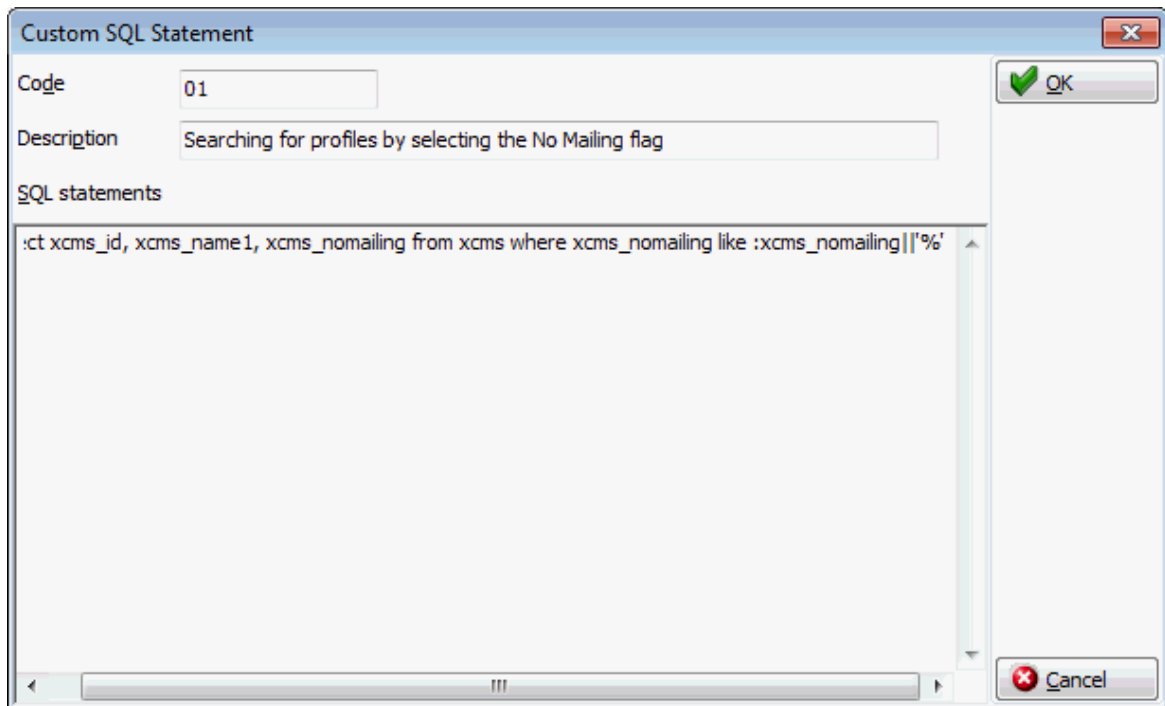 Custom SQL Statement
Code
01
OK
Description
Searching for profiles by selecting the No Mailing flag
SQL statements
:ct xcms_id, xcms_name1, xcms_nomailing from xcms where xcms_nomailing like :xcms_nomailing||'%'
Cancel